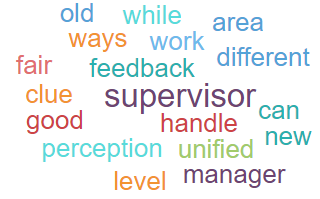 old while area
ways work different
fair feedback
clue supervisor can
good handle new
perception unified
level manager